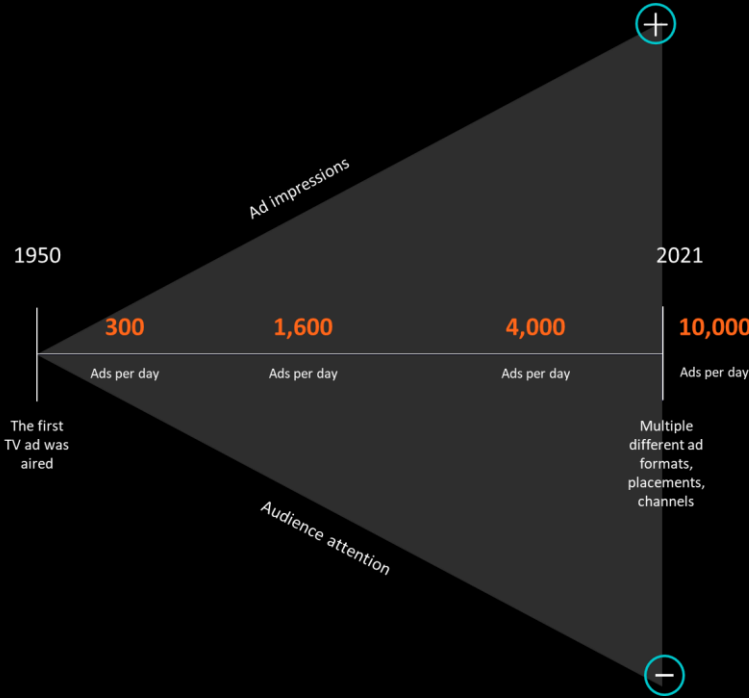 +
Ad impressions
1950
2021
300
1,600
4,000
10,000
Ads per day
Ads per day
Ads per day
Ads per day
The first
TV ad was
aired
Multiple
different ad
formats,
placements,
channels
Audience attention
−